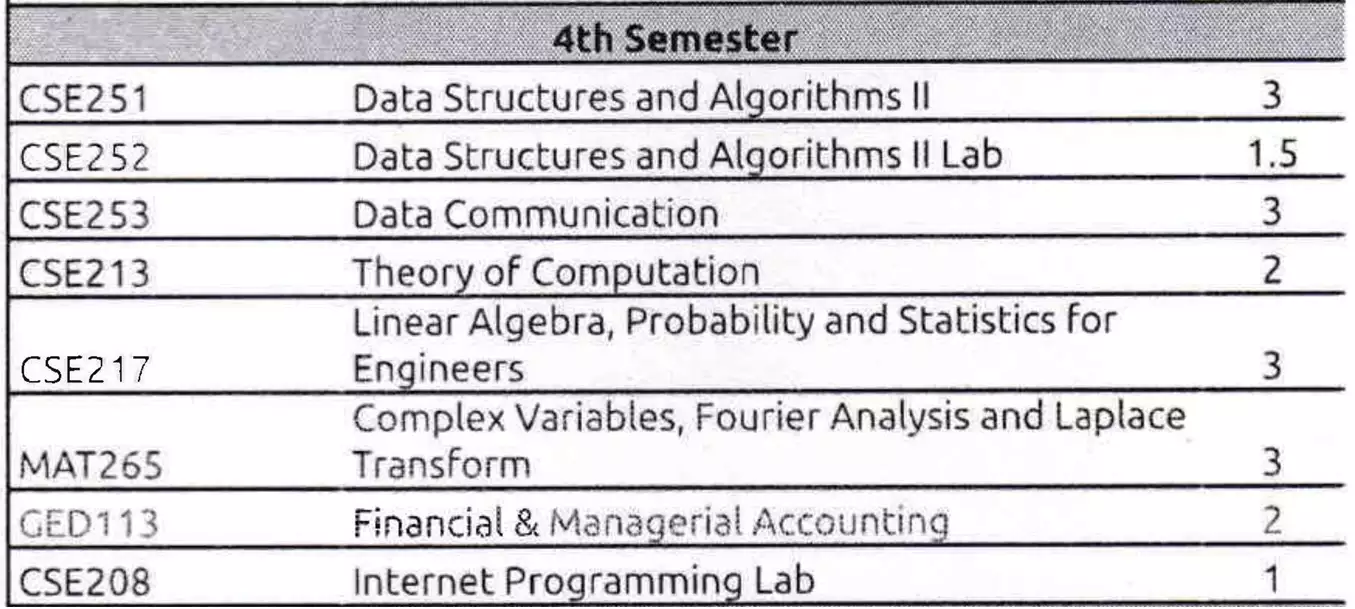 4th Semester
CSE251 Data Structures and Algorithms II 3
CSE252 Data Structures and Algorithms II Lab 1.5
CSE253 Data Communication 3
CSE213 Theory of Computation 2
Linear Algebra, Probability and Statistics for
CSE217 Engineers 3
Complex Variables, Fourier Analysis and Laplace
MAT265 Transform 3
GED113 Financial & Managerial Accounting 2
CSE208 Internet Programming Lab 1